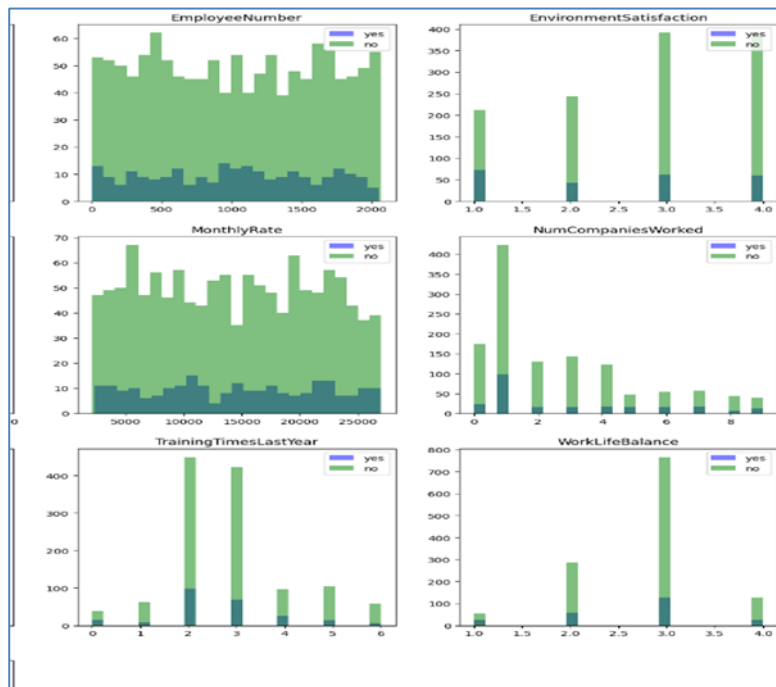 EmployeeNumber
yes
no
60
50
40
30
20
10
0
0 500 1000 1500 2000
EnvironmentSatisfaction
yes
no
400
350
300
250
200
150
100
50
0
1.0 1.5 2.0 2.5 3.0 3.5 4.0
MonthlyRate
yes
no
70
60
50
40
30
20
10
0
5000 10000 15000 20000 25000
NumCompaniesWorked
yes
no
400
350
300
250
200
150
100
50
0
0 2 4 6 8
TrainingTimesLastYear
yes
no
400
300
200
100
0
0 1 2 3 4 5 6
WorkLifeBalance
yes
no
800
700
600
500
400
300
200
100
0
1.0 1.5 2.0 2.5 3.0 3.5 4.0